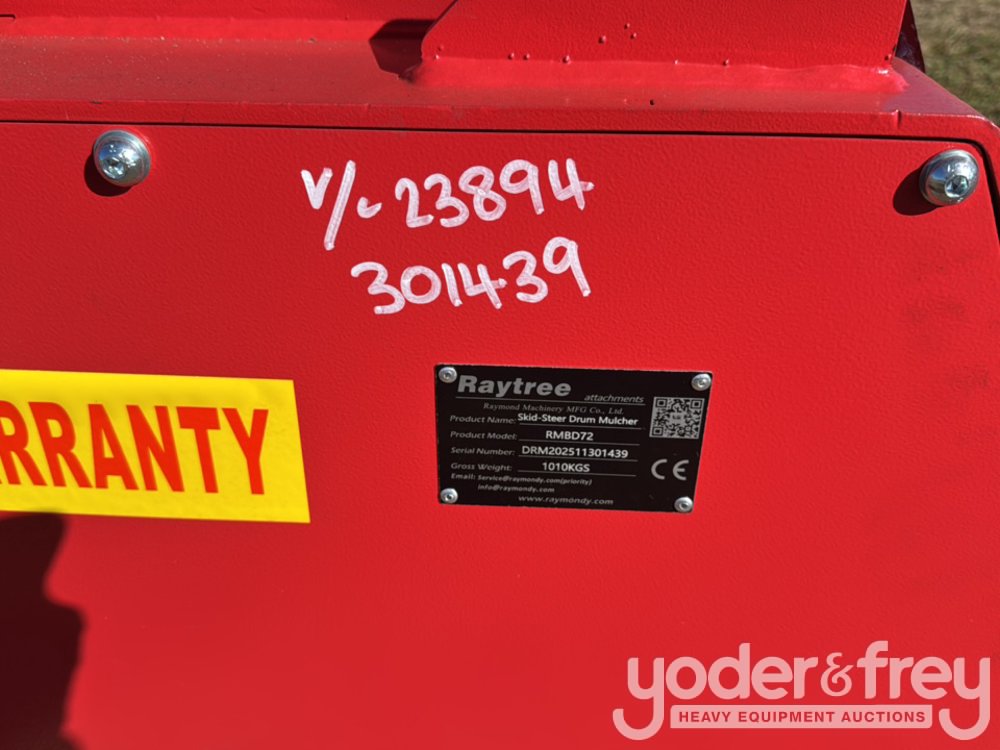 V/c 23894
301439
RRANTY
Raytree attachments
Raymond Machinery MFG Co., Ltd.
Product Name: Skid-Steer Drum Mulcher
Product Model: RMBD72
Serial Number: DRM202511301439
Gross Weight: 1010KGS
CE
Email: Service@raymondy.com(priority)
info@raymondy.com
www.raymondy.com
yoder&frey
HEAVY EQUIPMENT AUCTIONS